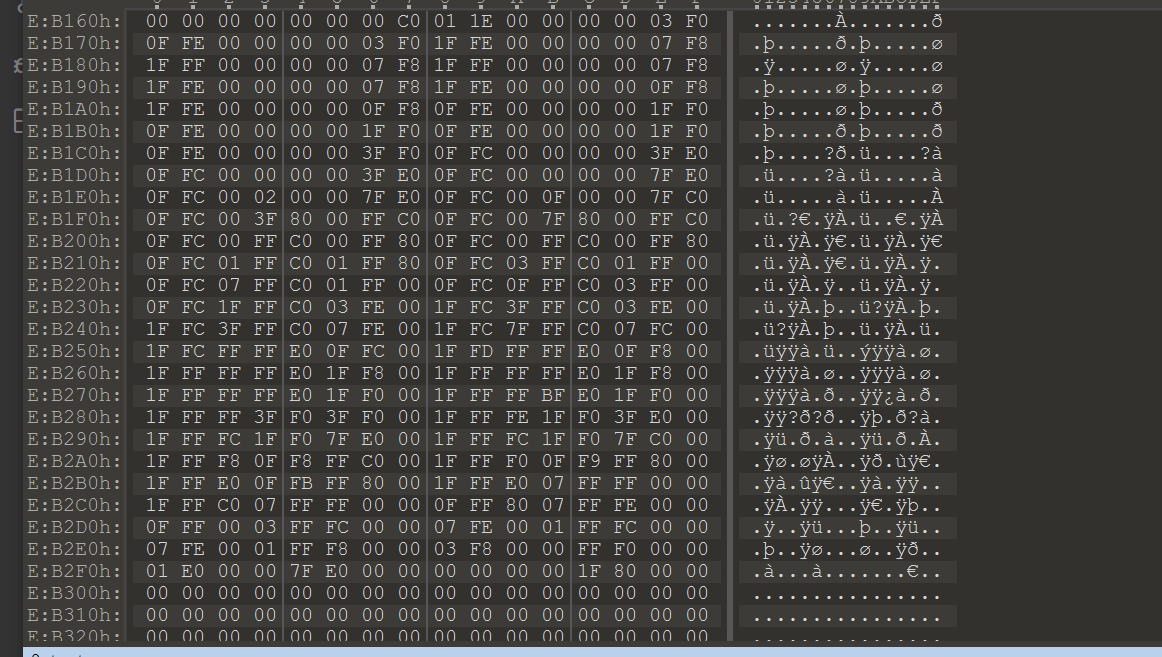 E:B160h: 00 00 00 00 00 00 00 C0 01 1E 00 00 00 00 03 F0 .......À.......ð
E:B170h: 0F FE 00 00 00 00 03 F0 1F FE 00 00 00 00 07 F8 .þ.....ð.þ.....ø
E:B180h: 1F FF 00 00 00 00 07 F8 1F FF 00 00 00 00 07 F8 .ÿ.....ø.ÿ.....ø
E:B190h: 1F FE 00 00 00 00 07 F8 1F FE 00 00 00 00 0F F8 .þ.....ø.þ.....ø
E:B1A0h: 1F FE 00 00 00 00 0F F8 0F FE 00 00 00 00 1F F0 .þ.....ø.þ.....ð
E:B1B0h: 0F FE 00 00 00 00 1F F0 0F FE 00 00 00 00 1F F0 .þ.....ð.þ.....ð
E:B1C0h: 0F FE 00 00 00 00 3F F0 0F FC 00 00 00 00 3F E0 .þ....?ð.ü....?à
E:B1D0h: 0F FC 00 00 00 00 3F E0 0F FC 00 00 00 00 7F E0 .ü....?à.ü.....à
E:B1E0h: 0F FC 00 02 00 00 7F E0 0F FC 00 0F 00 00 7F C0 .ü.....à.ü.....À
E:B1F0h: 0F FC 00 3F 80 00 FF C0 0F FC 00 7F 80 00 FF C0 .ü.?€.ÿÀ.ü..€.ÿÀ
E:B200h: 0F FC 00 FF C0 00 FF 80 0F FC 00 FF C0 00 FF 80 .ü.ÿÀ.ÿ€.ü.ÿÀ.ÿ€
E:B210h: 0F FC 01 FF C0 01 FF 80 0F FC 03 FF C0 01 FF 00 .ü.ÿÀ.ÿ€.ü.ÿÀ.ÿ.
E:B220h: 0F FC 07 FF C0 01 FF 00 0F FC 0F FF C0 03 FF 00 .ü.ÿÀ.ÿ..ü.ÿÀ.ÿ.
E:B230h: 0F FC 1F FF C0 03 FE 00 1F FC 3F FF C0 03 FE 00 .ü.ÿÀ.þ..ü?ÿÀ.þ.
E:B240h: 1F FC 3F FF C0 07 FE 00 1F FC 7F FF C0 07 FC 00 .ü?ÿÀ.þ..ü.ÿÀ.ü.
E:B250h: 1F FC FF FF E0 0F FC 00 1F FD FF FF E0 0F F8 00 .üÿÿà.ü..ýÿÿà.ø.
E:B260h: 1F FF FF FF E0 1F F8 00 1F FF FF FF E0 1F F8 00 .ÿÿÿà.ø..ÿÿÿà.ø.
E:B270h: 1F FF FF FF E0 1F F0 00 1F FF FF BF E0 1F F0 00 .ÿÿÿà.ð..ÿÿ¿à.ð.
E:B280h: 1F FF FF 3F F0 3F F0 00 1F FF FE 1F F0 3F E0 00 .ÿÿ?ð?ð..ÿþ.ð?à.
E:B290h: 1F FF FC 1F F0 7F E0 00 1F FF FC 1F F0 7F C0 00 .ÿü.ð.à..ÿü.ð.À.
E:B2A0h: 1F FF F8 0F F8 FF C0 00 1F FF F0 0F F9 FF 80 00 .ÿø.øÿÀ..ÿð.ùÿ€.
E:B2B0h: 1F FF E0 0F FB FF 80 00 1F FF E0 07 FF FF 00 00 .ÿà.ûÿ€..ÿà.ÿÿ..
E:B2C0h: 1F FF C0 07 FF FF 00 00 0F FF 80 07 FF FE 00 00 .ÿÀ.ÿÿ...ÿ€.ÿþ..
E:B2D0h: 0F FF 00 03 FF FC 00 00 07 FE 00 01 FF FC 00 00 .ÿ..ÿü...þ..ÿü..
E:B2E0h: 07 FE 00 01 FF F8 00 00 03 F8 00 00 FF F0 00 00 .þ..ÿø...ø..ÿð..
E:B2F0h: 01 E0 00 00 7F E0 00 00 00 00 00 00 1F 80 00 00 .à...à.......€..
E:B300h: 00 00 00 00 00 00 00 00 00 00 00 00 00 00 00 00 ................
E:B310h: 00 00 00 00 00 00 00 00 00 00 00 00 00 00 00 00 ................
E:B320h: 00 00 00 00 00 00 00 00 00 00 00 00 00 00 00 00